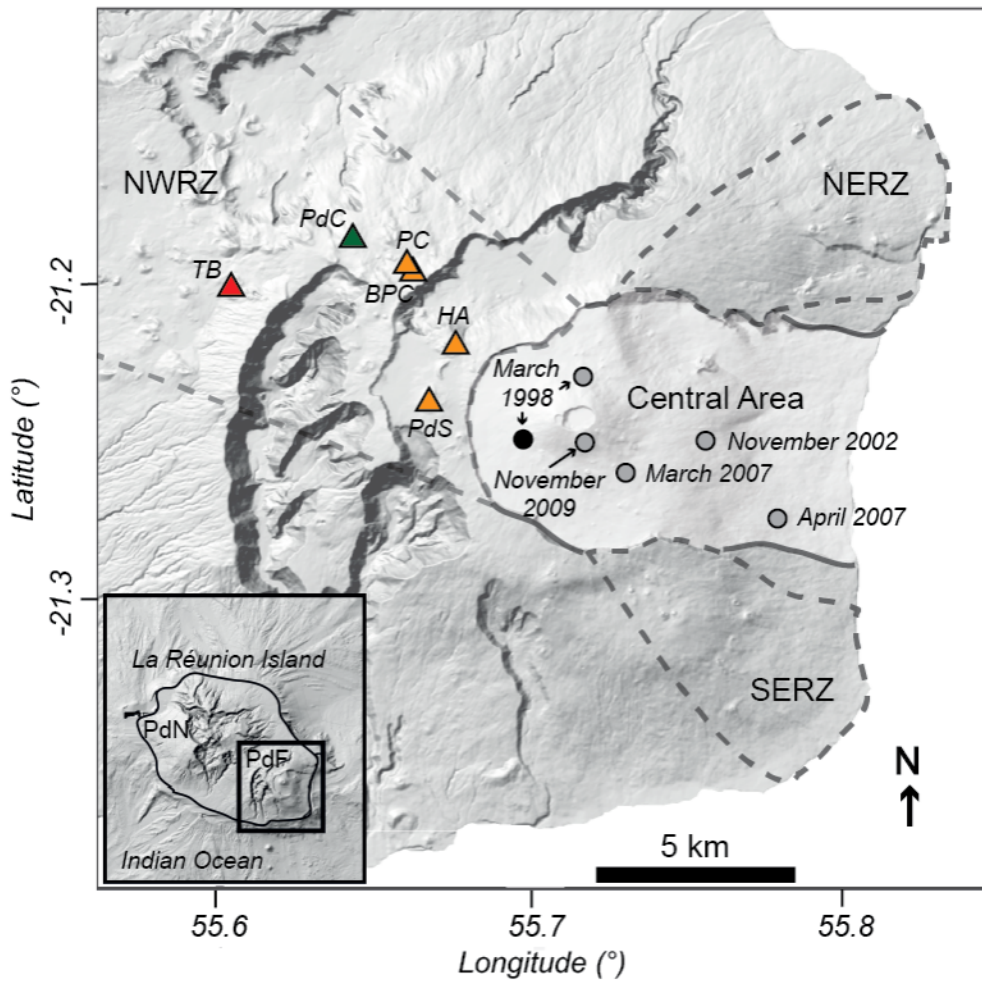 NWRZ
NERZ
PdC
PC
TB
BPC
HA
March
1998
Central Area
PdS
November 2002
November
2009
March 2007
April 2007
SERZ
La Réunion Island
PdN
PdF
Indian Ocean
N
5 km
-21.2
-21.3
Latitude (°)
55.6
55.7
55.8
Longitude (°)